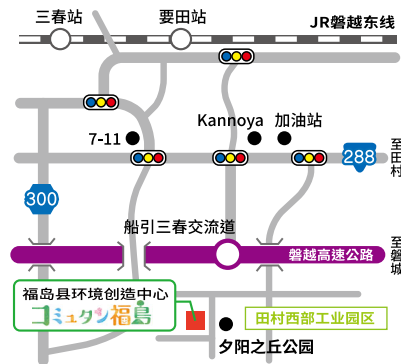 三春站
要田站
JR磐越东线
Kannoya
加油站
7-11
至田村
288
300
船引三春交流道
磐越高速公路
至磐城
福岛县环境创造中心
コミュタン福島
田村西部工业园区
夕阳之丘公园